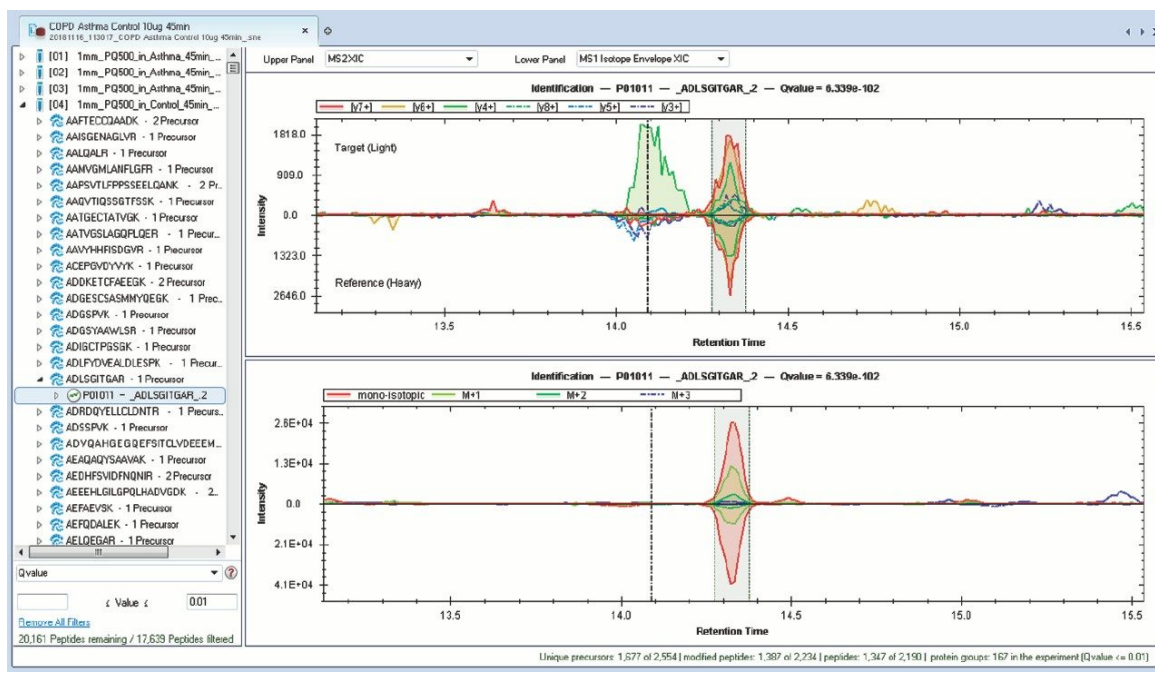 COPD Asthma Control 10ug 45min
20181116_113017_COPD Asthma Control 10ug 45min_.sne
[01] 1mm_PQ500_in_Asthma_45min_...
[02] 1mm_PQ500_in_Asthma_45min_...
[03] 1mm_PQ500_in_Asthma_45min_...
[04] 1mm_PQ500_in_Control_45min_...
AAFTECCQAADK - 2 Precursor
AAISGENAGLVR - 1 Precursor
AALQALR - 1 Precursor
AAMVGMLANFLGFR - 1 Precursor
AAPSVTLFPPSSEELQANK - 2 Pr..
AAQVTIQSSGTFSSK - 1 Precursor
AATGECTATVGK - 1 Precursor
AATVGSLAGQPLQER - 1 Precur..
AAVYHHFISDGVR - 1 Precursor
ACEPGVDYVYK - 1 Precursor
ADDKETCFAEEGK - 2 Precursor
ADGESCSASMMYQEGK - 1 Prec..
ADGSPVK - 1 Precursor
ADGSYAAWLSR - 1 Precursor
ADIGCTPGSGK - 1 Precursor
ADLFYDVEALDLESPK - 1 Precur..
ADLSGITGAR - 1 Precursor
P01011 - _ADLSGITGAR_.2
ADRDQYELLCLDNTR - 1 Precurs..
ADSSPVK - 1 Precursor
ADVQAHGEGQEFSITCLVDEEEM...
AEAQAQYSAAVAK - 1 Precursor
AEDHFSVIDFNQNIR - 2 Precursor
AEEEHLGILGPQLHADVGDK - 2..
AEFAEVSK - 1 Precursor
AEFQDALEK - 1 Precursor
AELQEGAR - 1 Precursor
Qvalue
≤ Value ≤ 0.01
Remove All Filters
20,161 Peptides remaining / 17,639 Peptides filtered
Upper Panel MS2XIC Lower Panel MS1 Isotope Envelope XIC
Identification — P01011 — _ADLSGITGAR_.2 — Qvalue = 6.339e-102
[y7+] [y6+] [y4+] [y8+] [y5+] [y3+]
Target (Light)
Reference (Heavy)
1818.0
909.0
0.0
1323.0
2646.0
Intensity
13.5 14.0 14.5 15.0 15.5
Retention Time
Identification — P01011 — _ADLSGITGAR_.2 — Qvalue = 6.339e-102
mono-isotopic M+1 M+2 M+3
2.6E+04
1.3E+04
0.0
2.1E+04
4.1E+04
Intensity
13.5 14.0 14.5 15.0 15.5
Retention Time
Unique precursors: 1,677 of 2,554 | modified peptides: 1,387 of 2,234 | peptides: 1,347 of 2,190 | protein groups: 167 in the experiment (Qvalue <= 0.01)